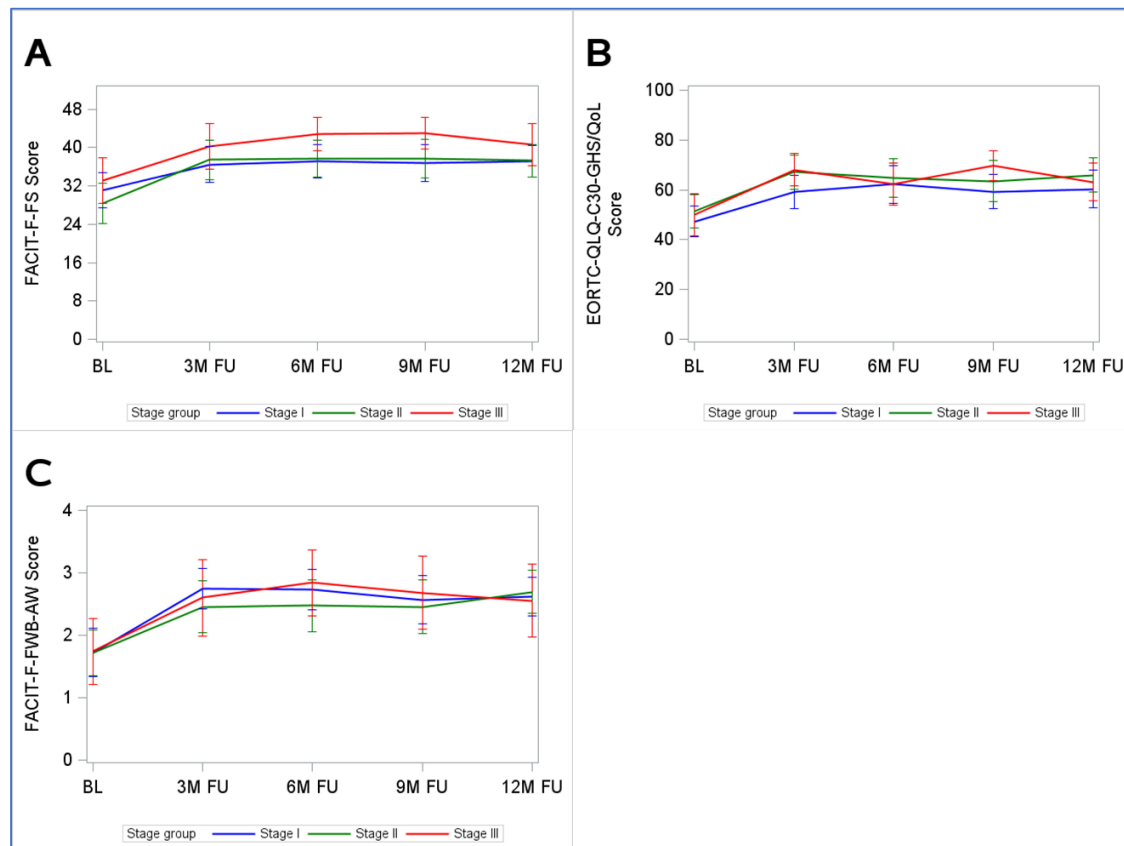 A
FACIT-F-FS Score
48
40
32
24
16
8
0
BL 3M FU 6M FU 9M FU 12M FU
Stage group Stage I Stage II Stage III
B
EORTC-QLQ-C30-GHS/QoL
Score
100
80
60
40
20
0
BL 3M FU 6M FU 9M FU 12M FU
Stage group Stage I Stage II Stage III
C
FACIT-F-FWB-AW Score
4
3
2
1
0
BL 3M FU 6M FU 9M FU 12M FU
Stage group Stage I Stage II Stage III